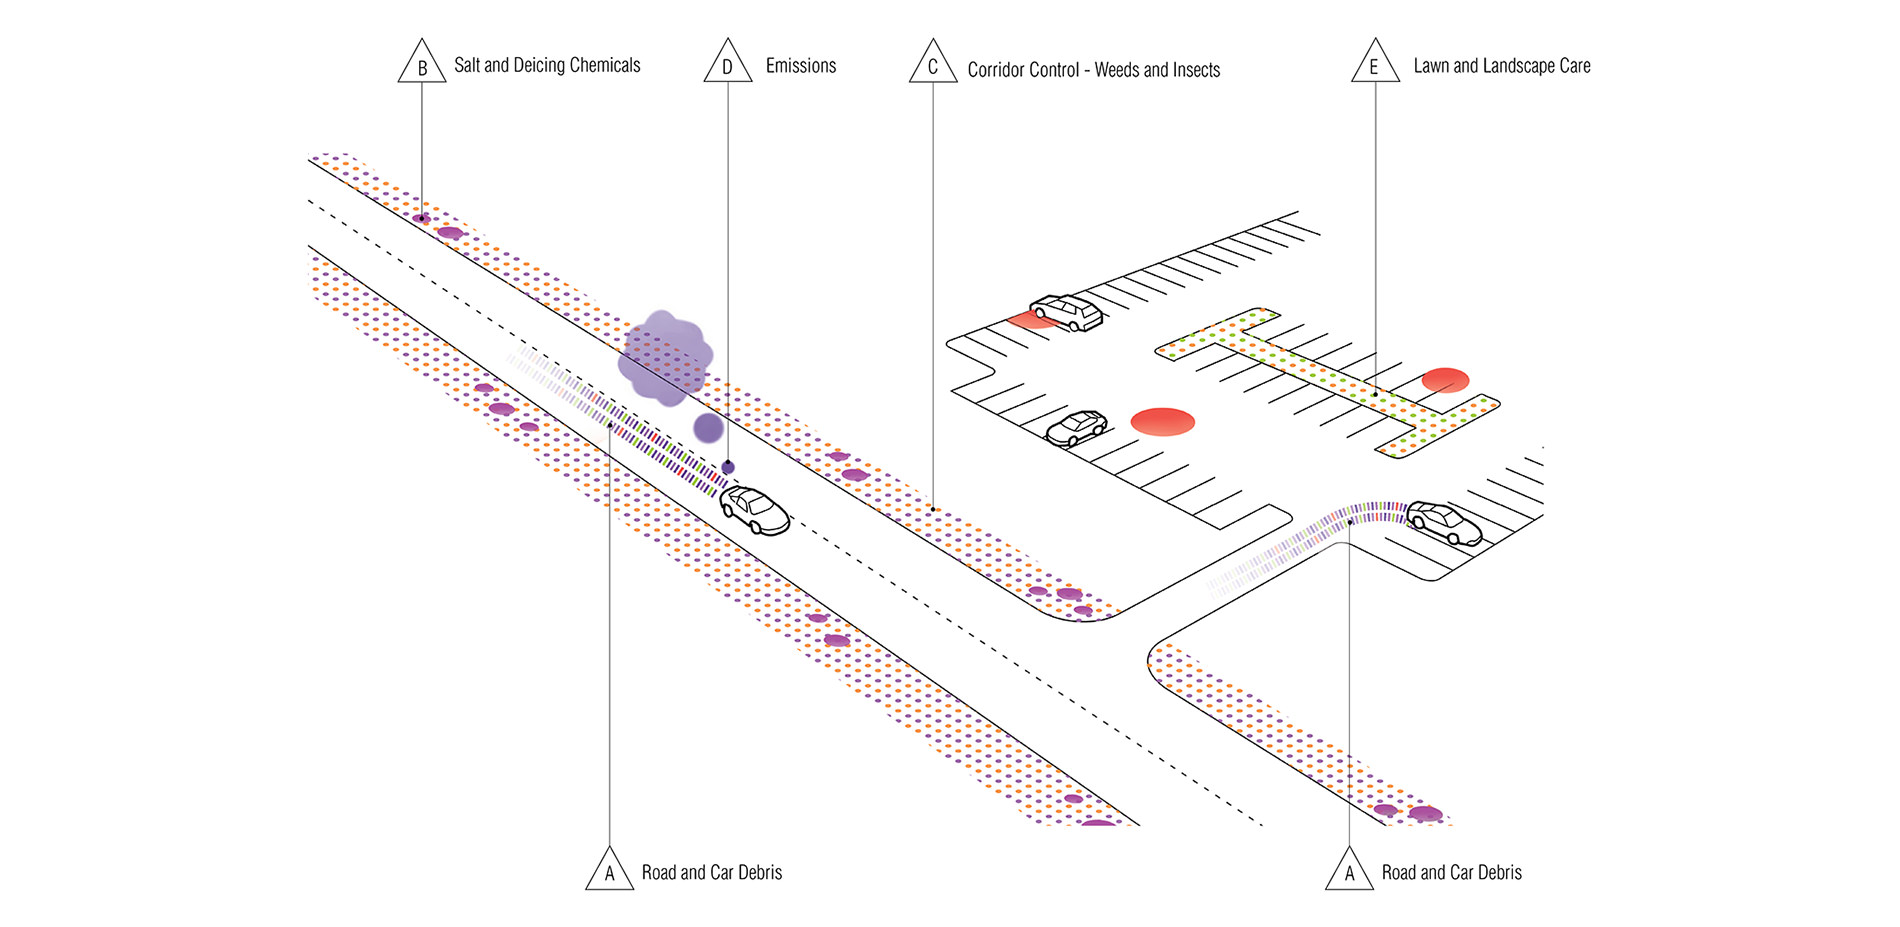 B Salt and Deicing Chemicals
D Emissions
C Corridor Control - Weeds and Insects
E Lawn and Landscape Care
A Road and Car Debris
A Road and Car Debris